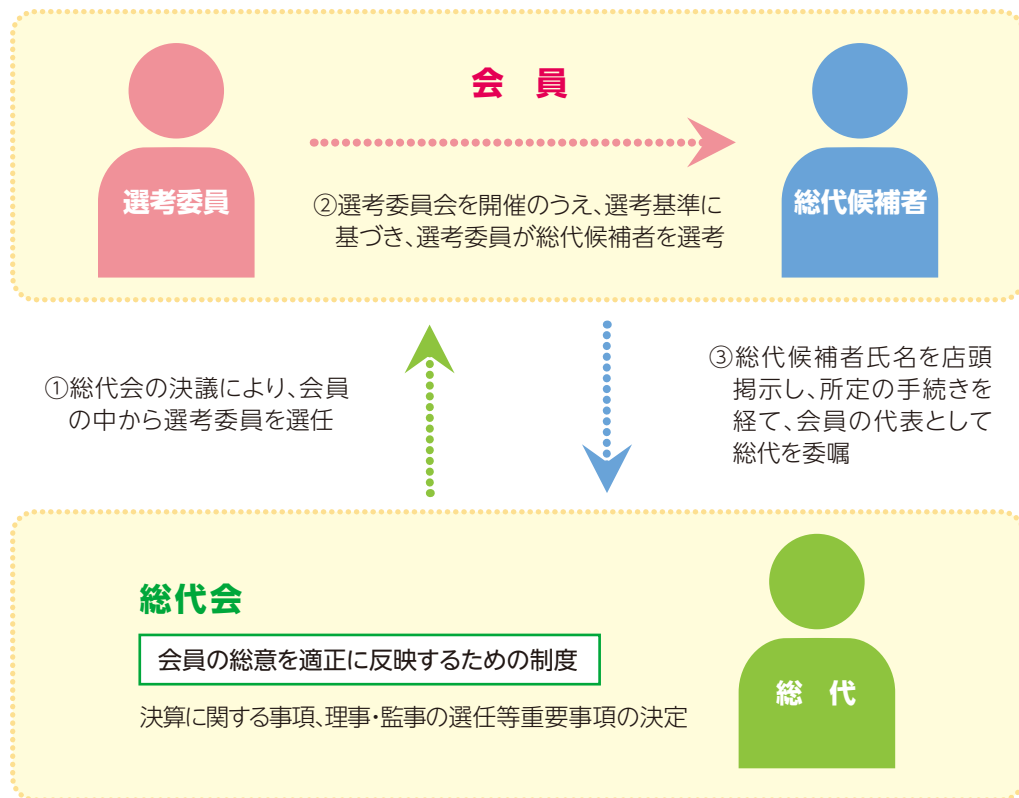 会 員
選考委員
総代候補者
②選考委員会を開催のうえ、選考基準に
基づき、選考委員が総代候補者を選考
①総代会の決議により、会員
の中から選考委員を選任
③総代候補者氏名を店頭
掲示し、所定の手続きを
経て、会員の代表として
総代を委嘱
総代会
会員の総意を適正に反映するための制度
決算に関する事項、理事・監事の選任等重要事項の決定
総 代